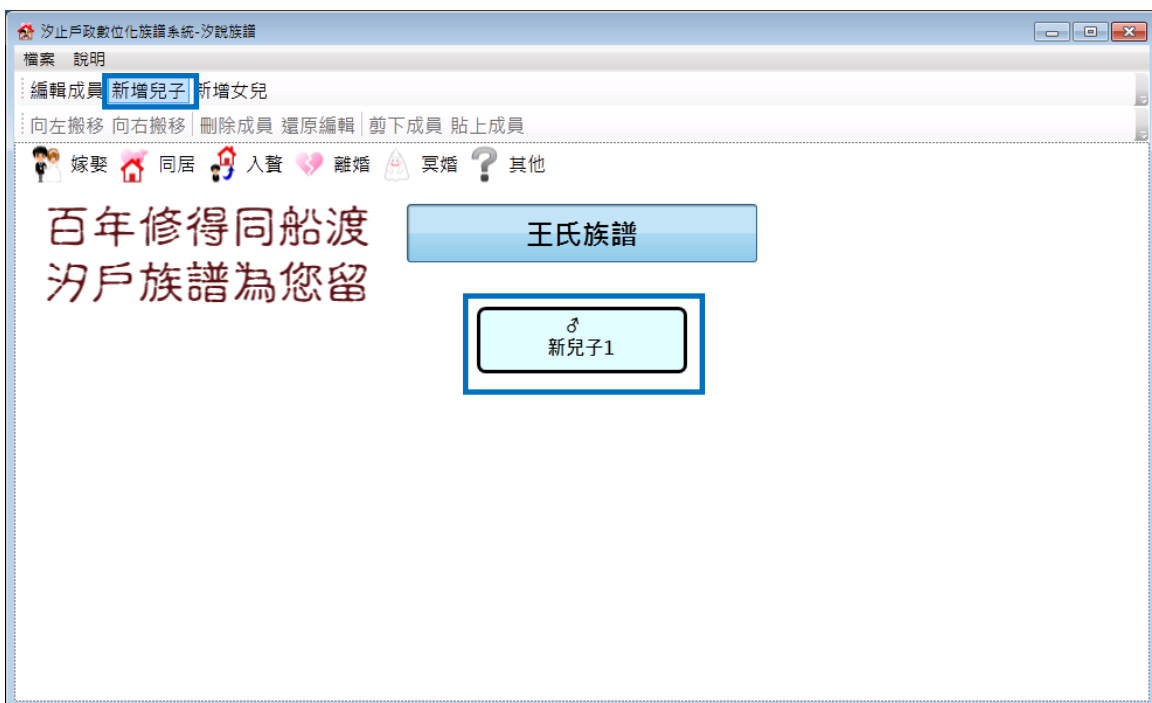 汐止戶政數位化族譜系統-汐說族譜
檔案 說明
編輯成員 新增兒子 新增女兒
向左搬移 向右搬移 刪除成員 還原編輯 剪下成員 貼上成員
嫁娶 同居 入贅 離婚 冥婚 ? 其他
百年修得同船渡
汐戶族譜為您留
王氏族譜
♂
新兒子1